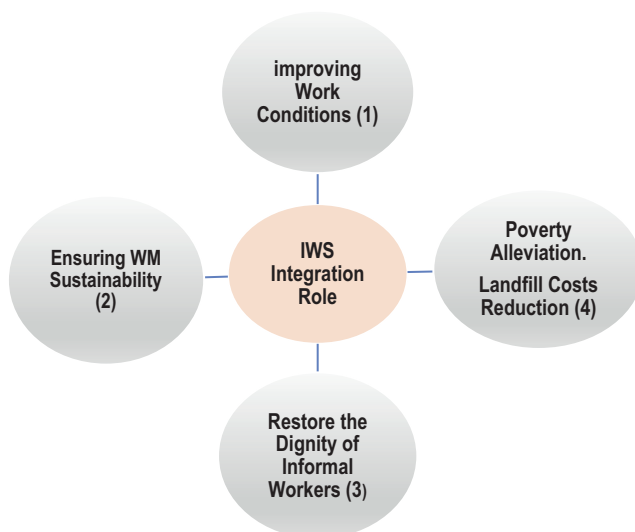 improving
Work
Conditions (1)
Ensuring WM
Sustainability
(2)
IWS
Integration
Role
Poverty
Alleviation.
Landfill Costs
Reduction (4)
Restore the
Dignity of
Informal
Workers (3)